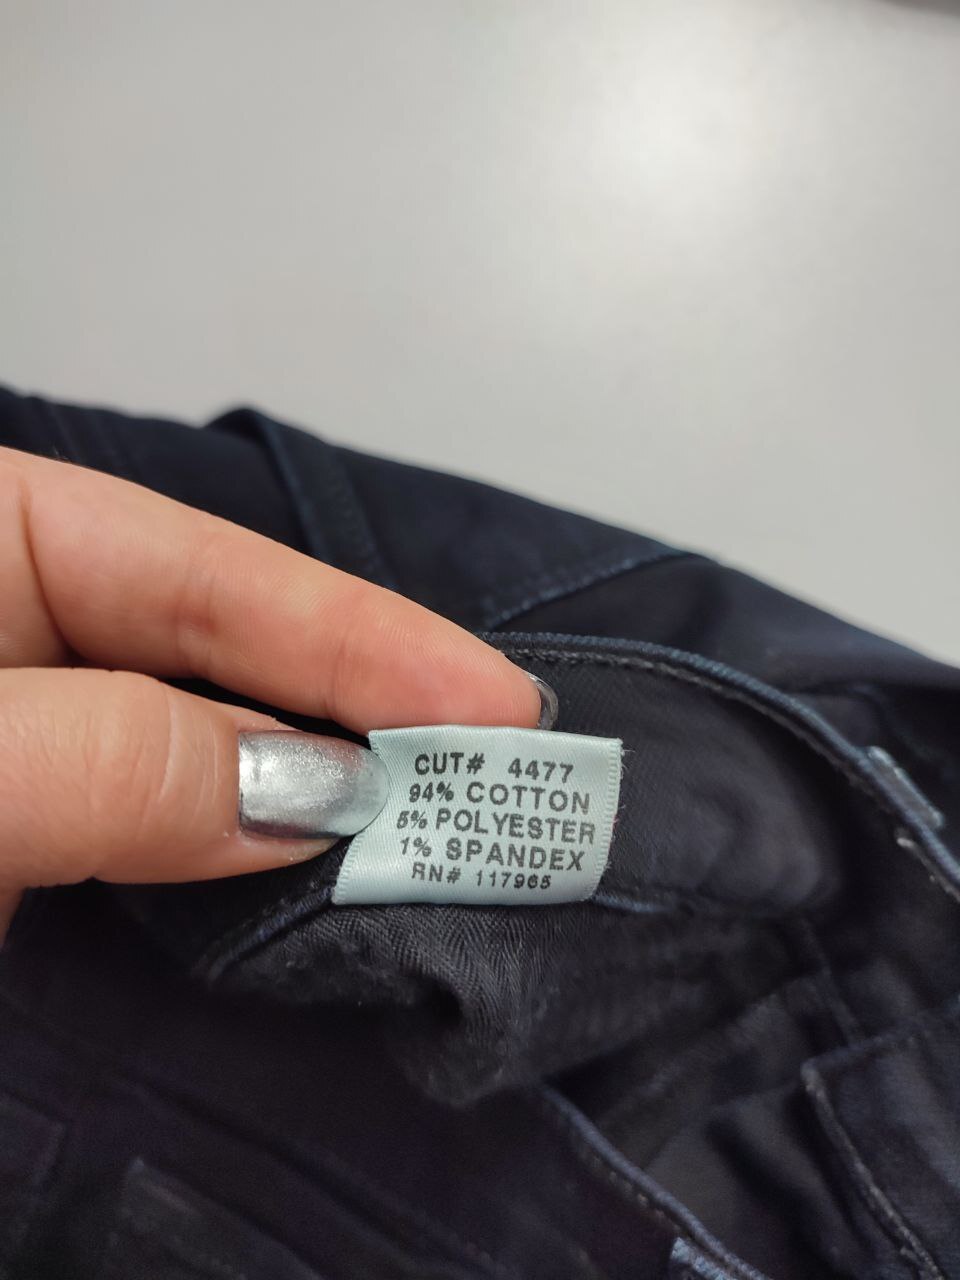 CUT# 4477
94% COTTON
5% POLYESTER
1% SPANDEX
RN# 117965